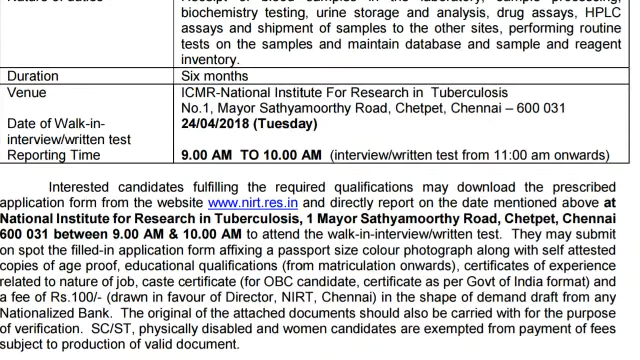 Nature of duties Receipt of blood samples in the laboratory, sample processing,
biochemistry testing, urine storage and analysis, drug assays, HPLC
assays and shipment of samples to the other sites, performing routine
tests on the samples and maintain database and sample and reagent
inventory.
Duration Six months
Venue ICMR-National Institute For Research in Tuberculosis
No.1, Mayor Sathyamoorthy Road, Chetpet, Chennai – 600 031
Date of Walk-in- 24/04/2018 (Tuesday)
interview/written test
Reporting Time 9.00 AM TO 10.00 AM (interview/written test from 11:00 am onwards)
Interested candidates fulfilling the required qualifications may download the prescribed
application form from the website www.nirt.res.in and directly report on the date mentioned above at
National Institute for Research in Tuberculosis, 1 Mayor Sathyamoorthy Road, Chetpet, Chennai
600 031 between 9.00 AM & 10.00 AM to attend the walk-in-interview/written test. They may submit
on spot the filled-in application form affixing a passport size colour photograph along with self attested
copies of age proof, educational qualifications (from matriculation onwards), certificates of experience
related to nature of job, caste certificate (for OBC candidate, certificate as per Govt of India format) and
a fee of Rs.100/- (drawn in favour of Director, NIRT, Chennai) in the shape of demand draft from any
Nationalized Bank. The original of the attached documents should also be carried with for the purpose
of verification. SC/ST, physically disabled and women candidates are exempted from payment of fees
subject to production of valid document.